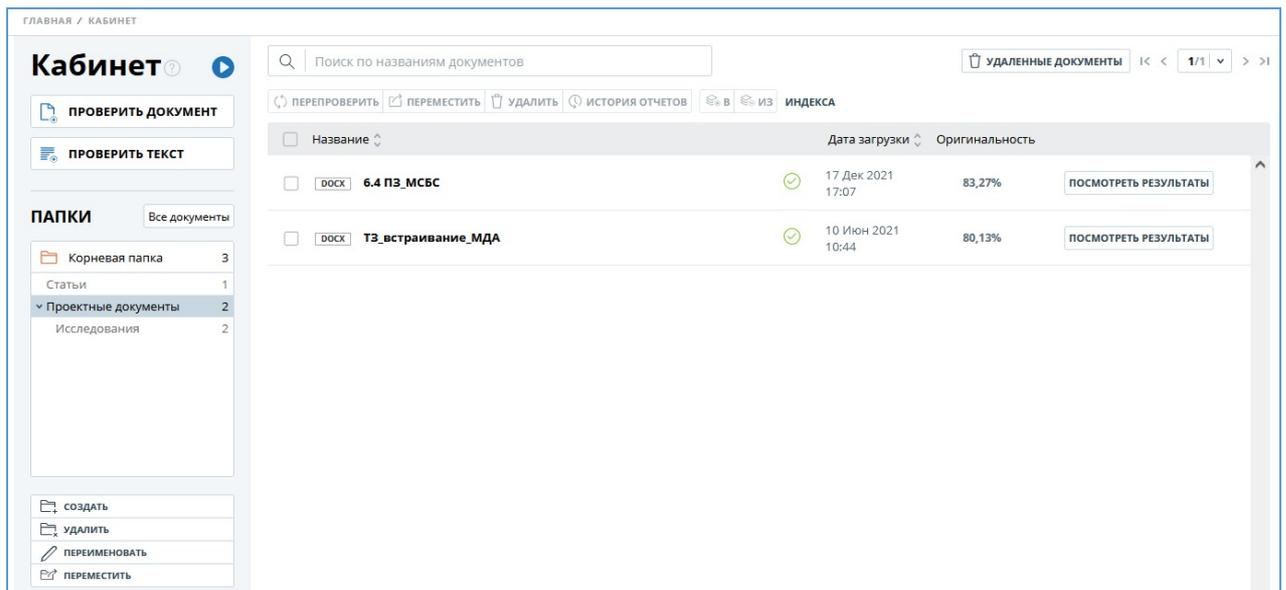 ГЛАВНАЯ / КАБИНЕТ
Кабинет ?
ПРОВЕРИТЬ ДОКУМЕНТ
ПРОВЕРИТЬ ТЕКСТ
ПАПКИ Все документы
Корневая папка 3
Статьи 1
Проектные документы 2
Исследования 2
СОЗДАТЬ
УДАЛИТЬ
ПЕРЕИМЕНОВАТЬ
ПЕРЕМЕСТИТЬ
Поиск по названиям документов УДАЛЕННЫЕ ДОКУМЕНТЫ 1/1
ПЕРЕПРОВЕРИТЬ ПЕРЕМЕСТИТЬ УДАЛИТЬ ИСТОРИЯ ОТЧЕТОВ В ИЗ ИНДЕКСА
Название Дата загрузки Оригинальность
DOCX 6.4 ПЗ_МСБС 17 Дек 2021 83,27% ПОСМОТРЕТЬ РЕЗУЛЬТАТЫ
17:07
DOCX ТЗ_встраивание_МДА 10 Июн 2021 80,13% ПОСМОТРЕТЬ РЕЗУЛЬТАТЫ
10:44